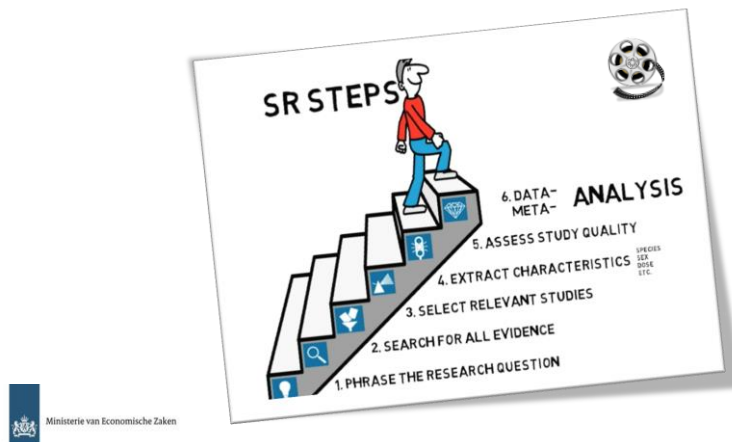 SR STEPS
6. DATA-
META-
ANALYSIS
5. ASSESS STUDY QUALITY
4. EXTRACT CHARACTERISTICS
SPECIES
SEX
DOSE
ETC.
3. SELECT RELEVANT STUDIES
2. SEARCH FOR ALL EVIDENCE
1. PHRASE THE RESEARCH QUESTION
Ministerie van Economische Zaken